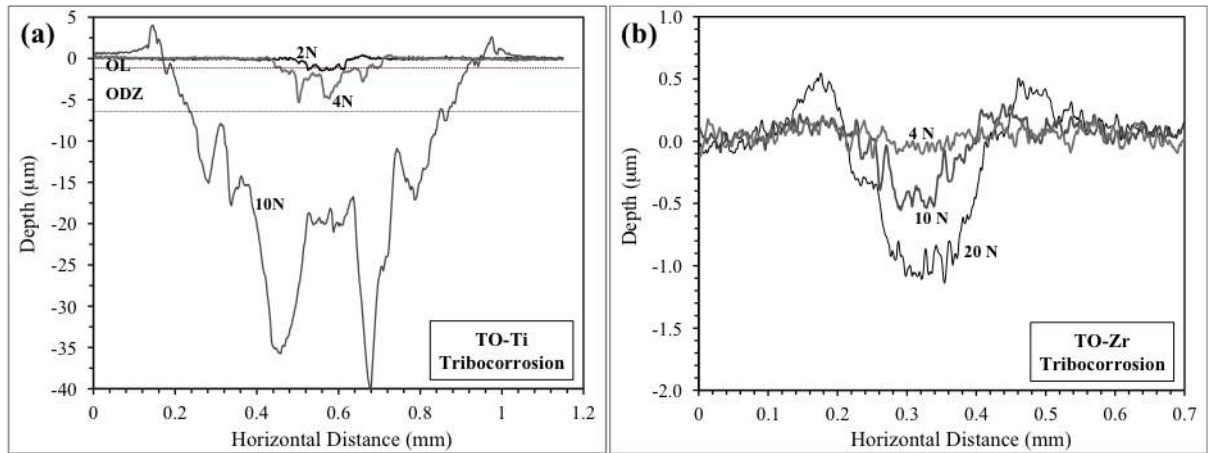 (a)
5
0
-5
-10
-15
-20
-25
-30
-35
-40
Depth (μm)
OL
ODZ
2N
4N
10N
TO-Ti
Tribocorrosion
0 0.2 0.4 0.6 0.8 1 1.2
Horizontal Distance (mm)
(b)
1.0
0.5
0.0
-0.5
-1.0
-1.5
-2.0
Depth (μm)
4 N
10 N
20 N
TO-Zr
Tribocorrosion
0.0 0.1 0.2 0.3 0.4 0.5 0.6 0.7
Horizontal Distance (mm)